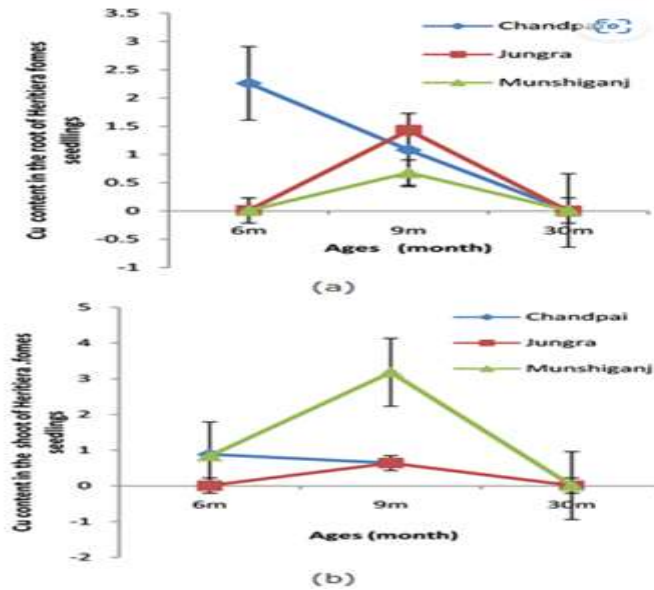 Cu content in the root of Heritiera fomes
seedlings
3.5
3
2.5
2
1.5
1
0.5
0
-0.5
-1
Jungra
Munshiganj
6m
9m
30m
Ages (month)
(a)
Cu content in the shoot of Heritiera .fomes
seedlings
5
4
3
2
1
0
-1
-2
Chandpai
Jungra
Munshiganj
6m
9m
30m
Ages (month)
(b)